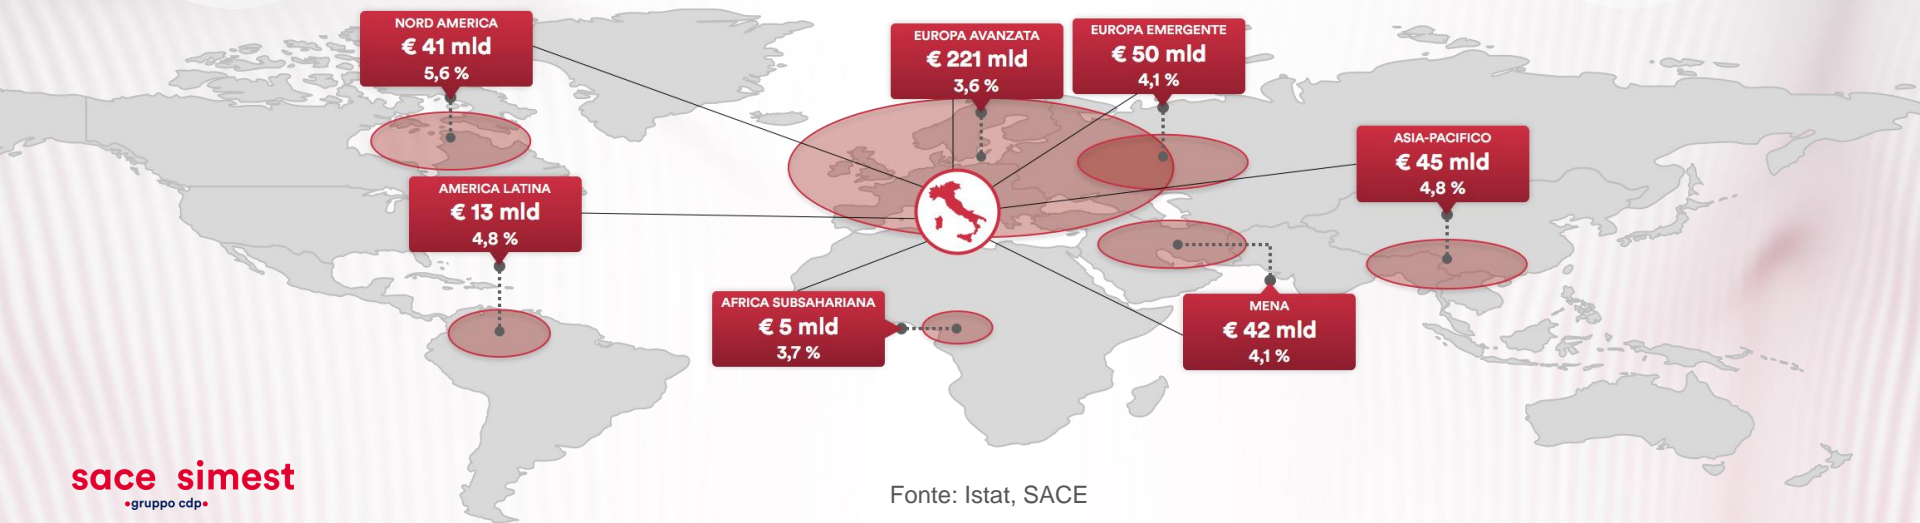 NORD AMERICA
€ 41 mld
5,6 %
EUROPA AVANZATA
€ 221 mld
3,6 %
EUROPA EMERGENTE
€ 50 mld
4,1 %
ASIA-PACIFICO
€ 45 mld
4,8 %
AMERICA LATINA
€ 13 mld
4,8 %
AFRICA SUBSAHARIANA
€ 5 mld
3,7 %
MENA
€ 42 mld
4,1 %
sace simest
•gruppo cdp•
Fonte: Istat, SACE